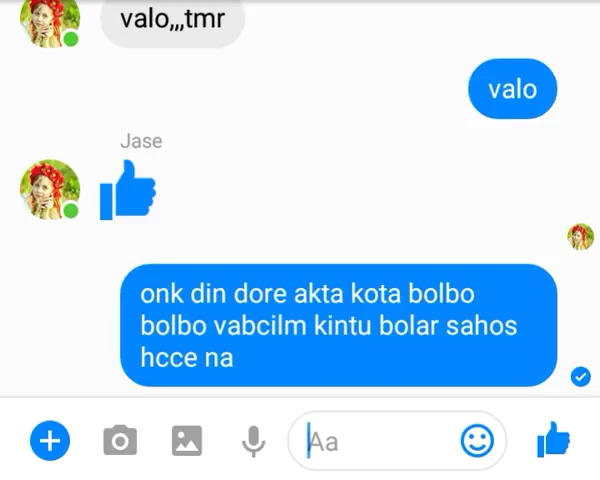 valo,,,tmr
valo
Jase
onk din dore akta kota bolbo
bolbo vabcilm kintu bolar sahos
hcce na
Aa